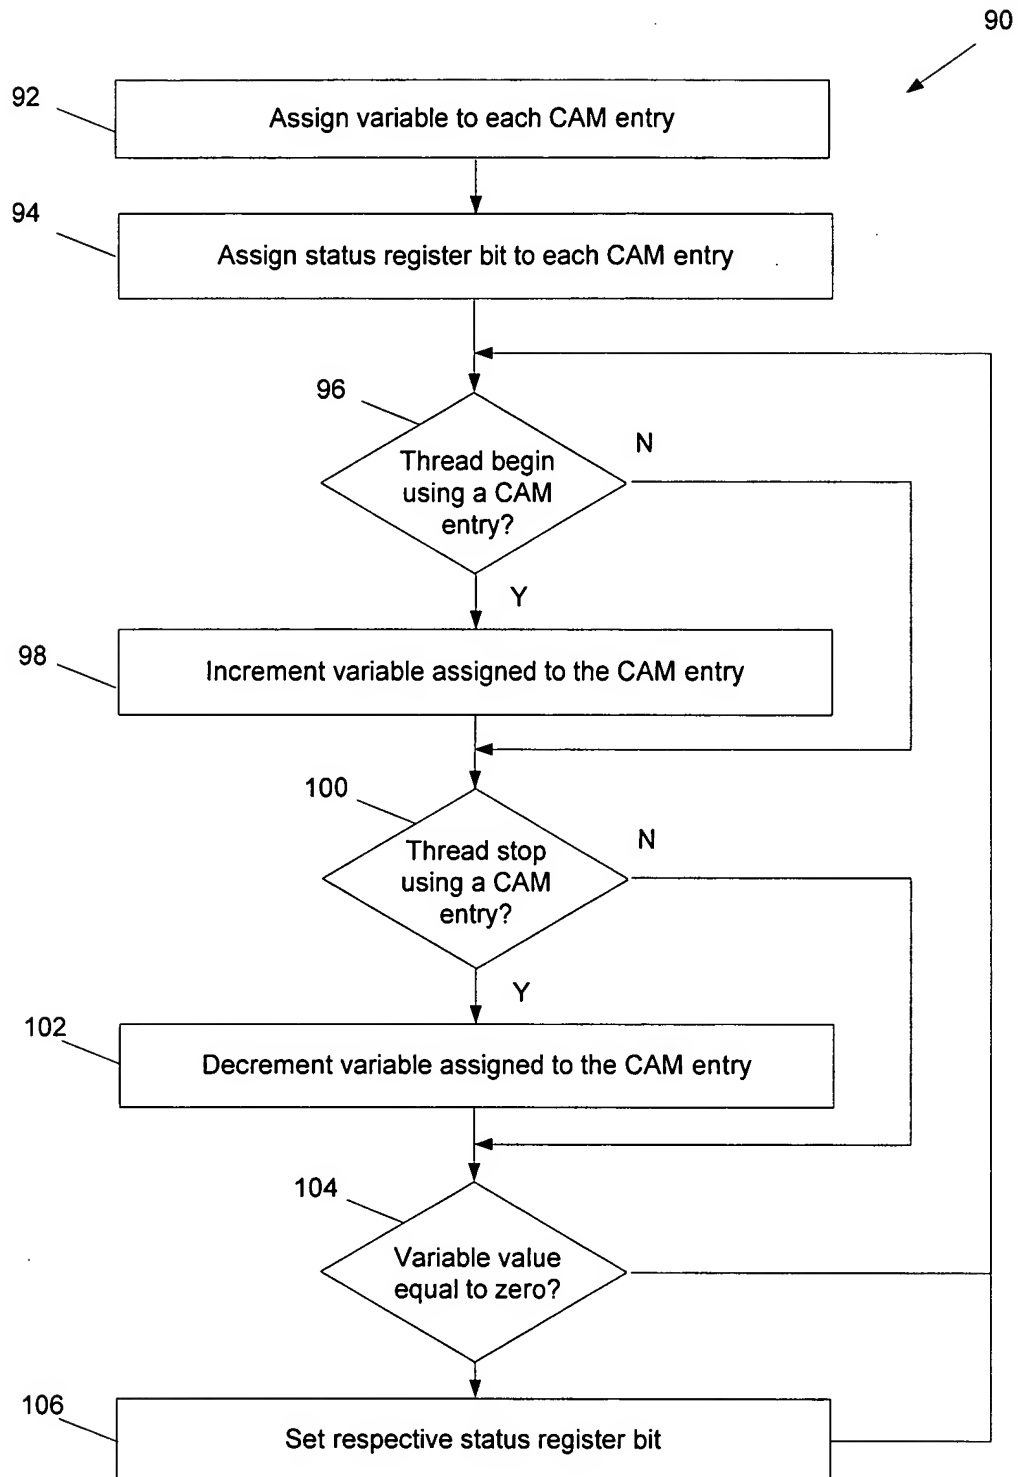 90
92
Assign variable to each CAM entry
94
Assign status register bit to each CAM entry
96
N
Thread begin
using a CAM
entry?
Y
98
Increment variable assigned to the CAM entry
100
N
Thread stop
using a CAM
entry?
Y
102
Decrement variable assigned to the CAM entry
104
Variable value
equal to zero?
106
Set respective status register bit